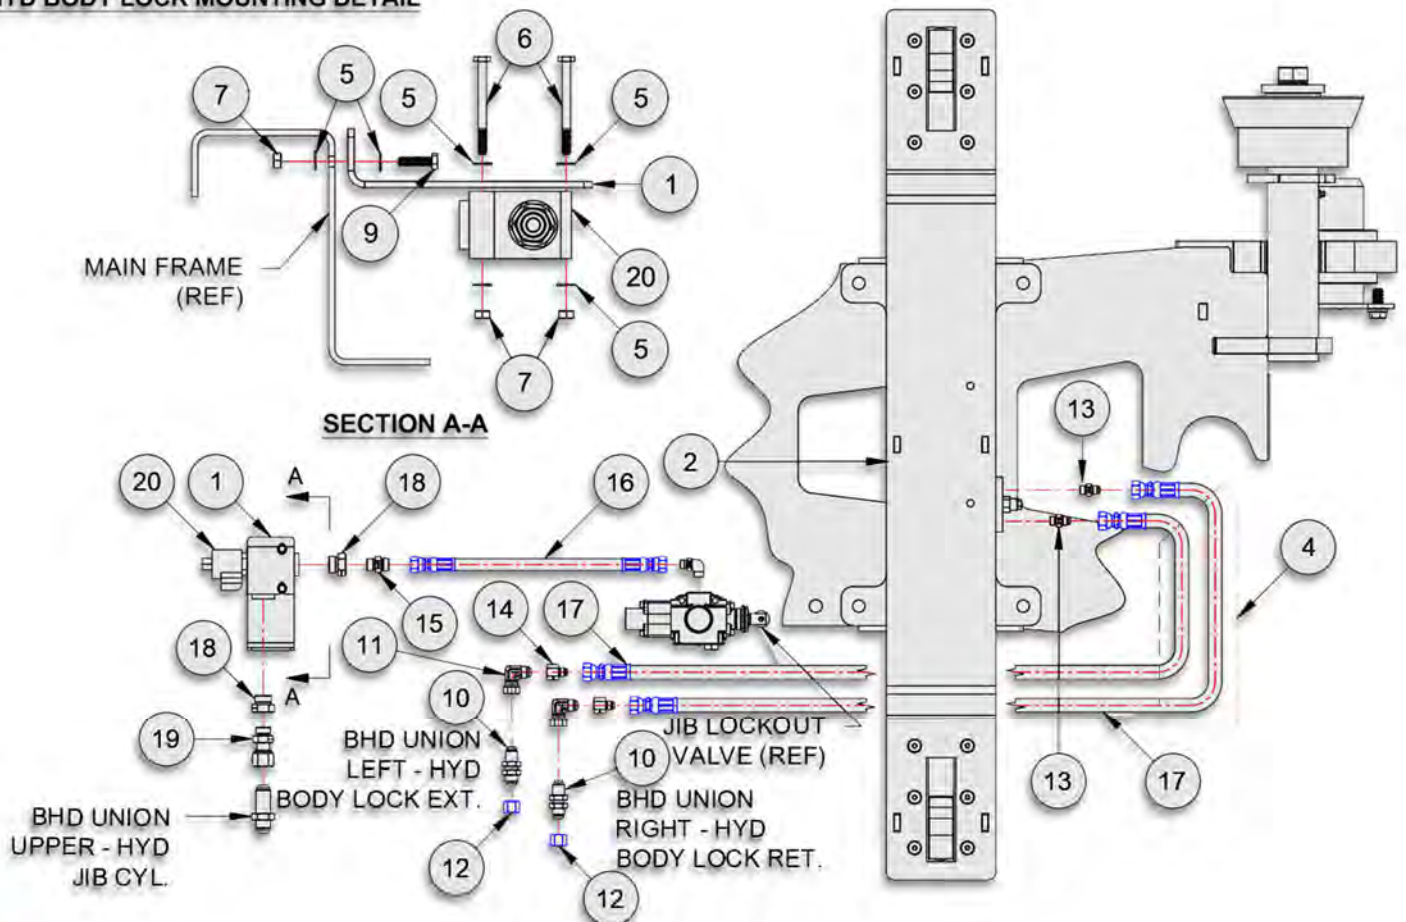 HYD BODY LOCK MOUNTING DETAIL
6
7
5
5
5
1
9
MAIN FRAME
(REF)
20
5
7
SECTION A-A
13
2
20
1
A
18
16
4
15
14
17
11
18
A
10
19
BHD UNION
LEFT - HYD
BODY LOCK EXT.
JIB LOCKOUT
VALVE (REF)
10
13
17
BHD UNION
UPPER - HYD
JIB CYL.
12
BHD UNION
RIGHT - HYD
BODY LOCK RET.
12